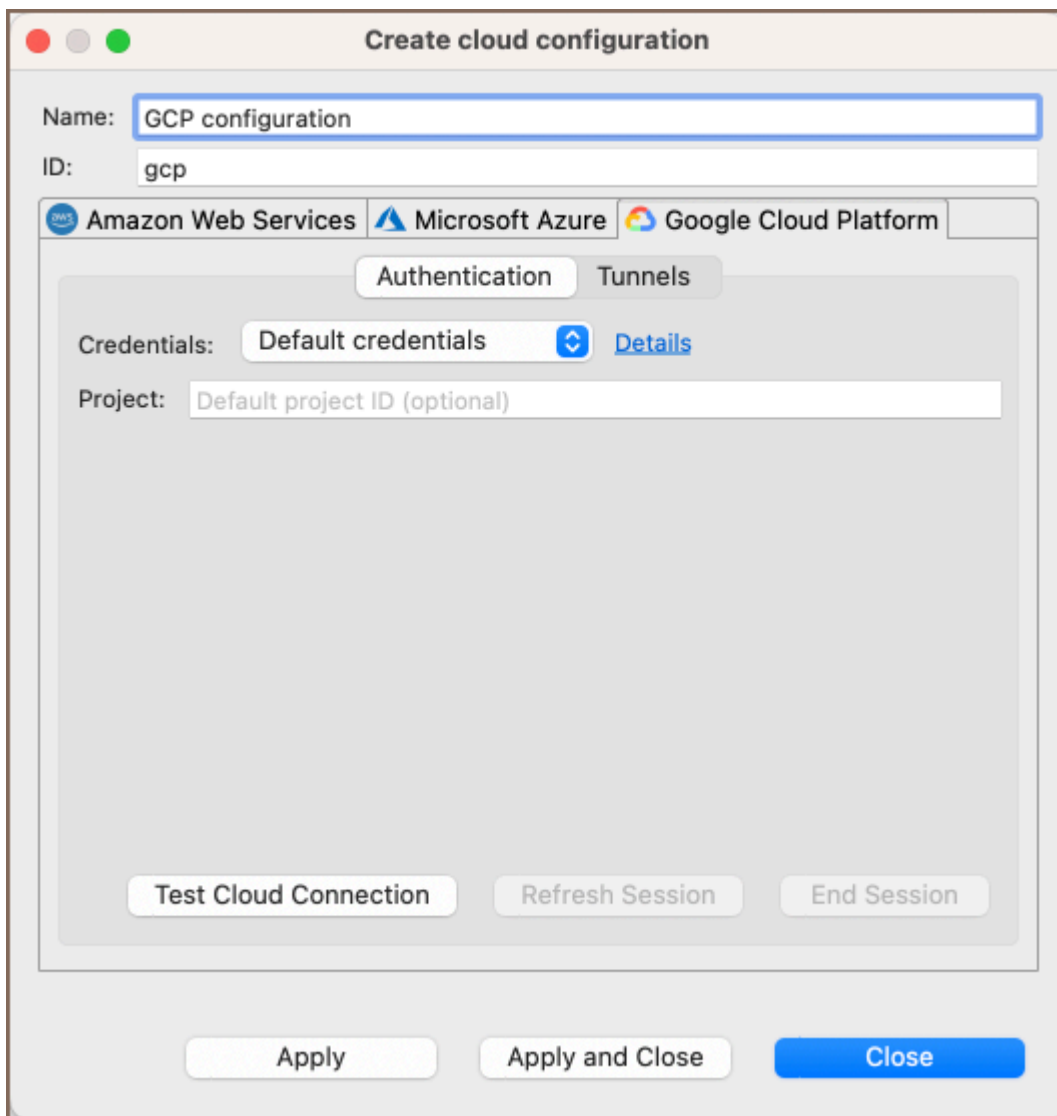 Create cloud configuration
Name: GCP configuration
ID: gcp
aws Amazon Web Services Microsoft Azure Google Cloud Platform
Authentication Tunnels
Credentials: Default credentials Details
Project: Default project ID (optional)
Test Cloud Connection Refresh Session End Session
Apply Apply and Close Close